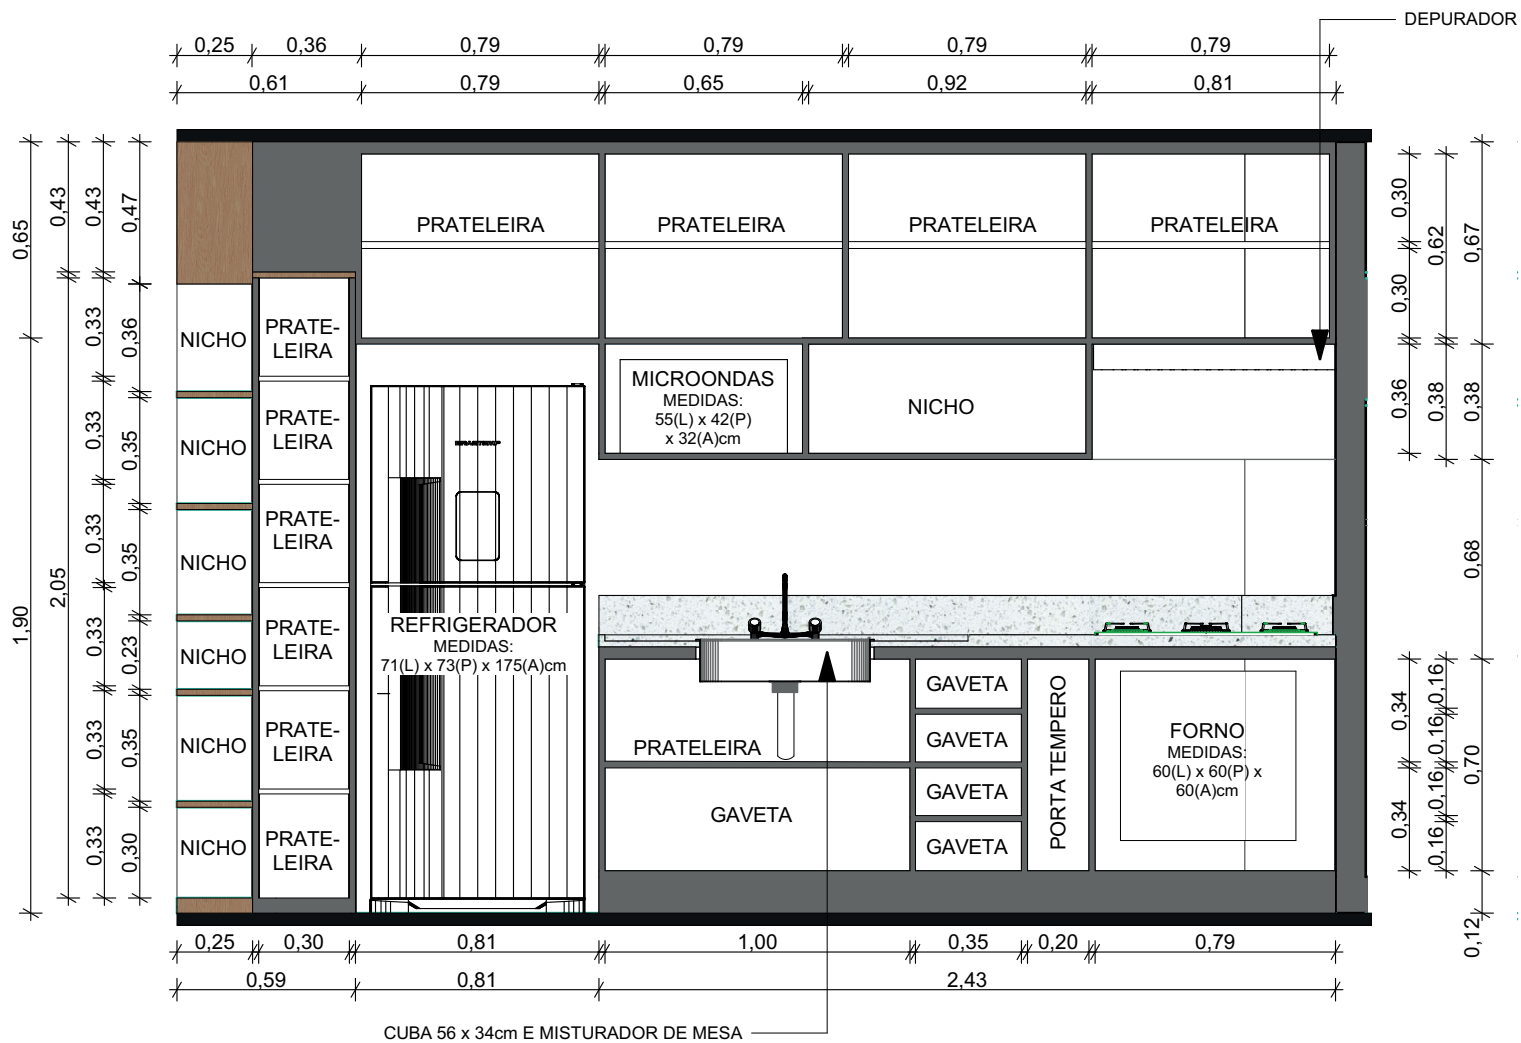 DEPURADOR
0,25 0,36 0,79 0,79 0,79 0,79
0,61 0,79 0,65 0,92 0,81
0,65
1,90
0,43
2,05
0,43
0,33
0,33
0,33
0,33
0,33
0,33
0,47
0,36
0,35
0,35
0,23
0,35
0,30
NICHO
NICHO
NICHO
NICHO
NICHO
NICHO
PRATE-
LEIRA
PRATE-
LEIRA
PRATE-
LEIRA
PRATE-
LEIRA
PRATE-
LEIRA
PRATE-
LEIRA
PRATELEIRA PRATELEIRA PRATELEIRA PRATELEIRA
MICROONDAS
MEDIDAS:
55(L) x 42(P)
x 32(A)cm
NICHO
REFRIGERADOR
MEDIDAS:
71(L) x 73(P) x 175(A)cm
PRATELEIRA
GAVETA
GAVETA
GAVETA
GAVETA
GAVETA
PORTA TEMPERO
FORNO
MEDIDAS:
60(L) x 60(P) x
60(A)cm
0,30
0,30
0,36
0,34
0,34
0,62
0,38
0,16
0,16
0,16
0,16
0,67
0,38
0,68
0,70
0,12
0,25 0,30 0,81 1,00 0,35 0,20 0,79
0,59 0,81 2,43
CUBA 56 x 34cm E MISTURADOR DE MESA